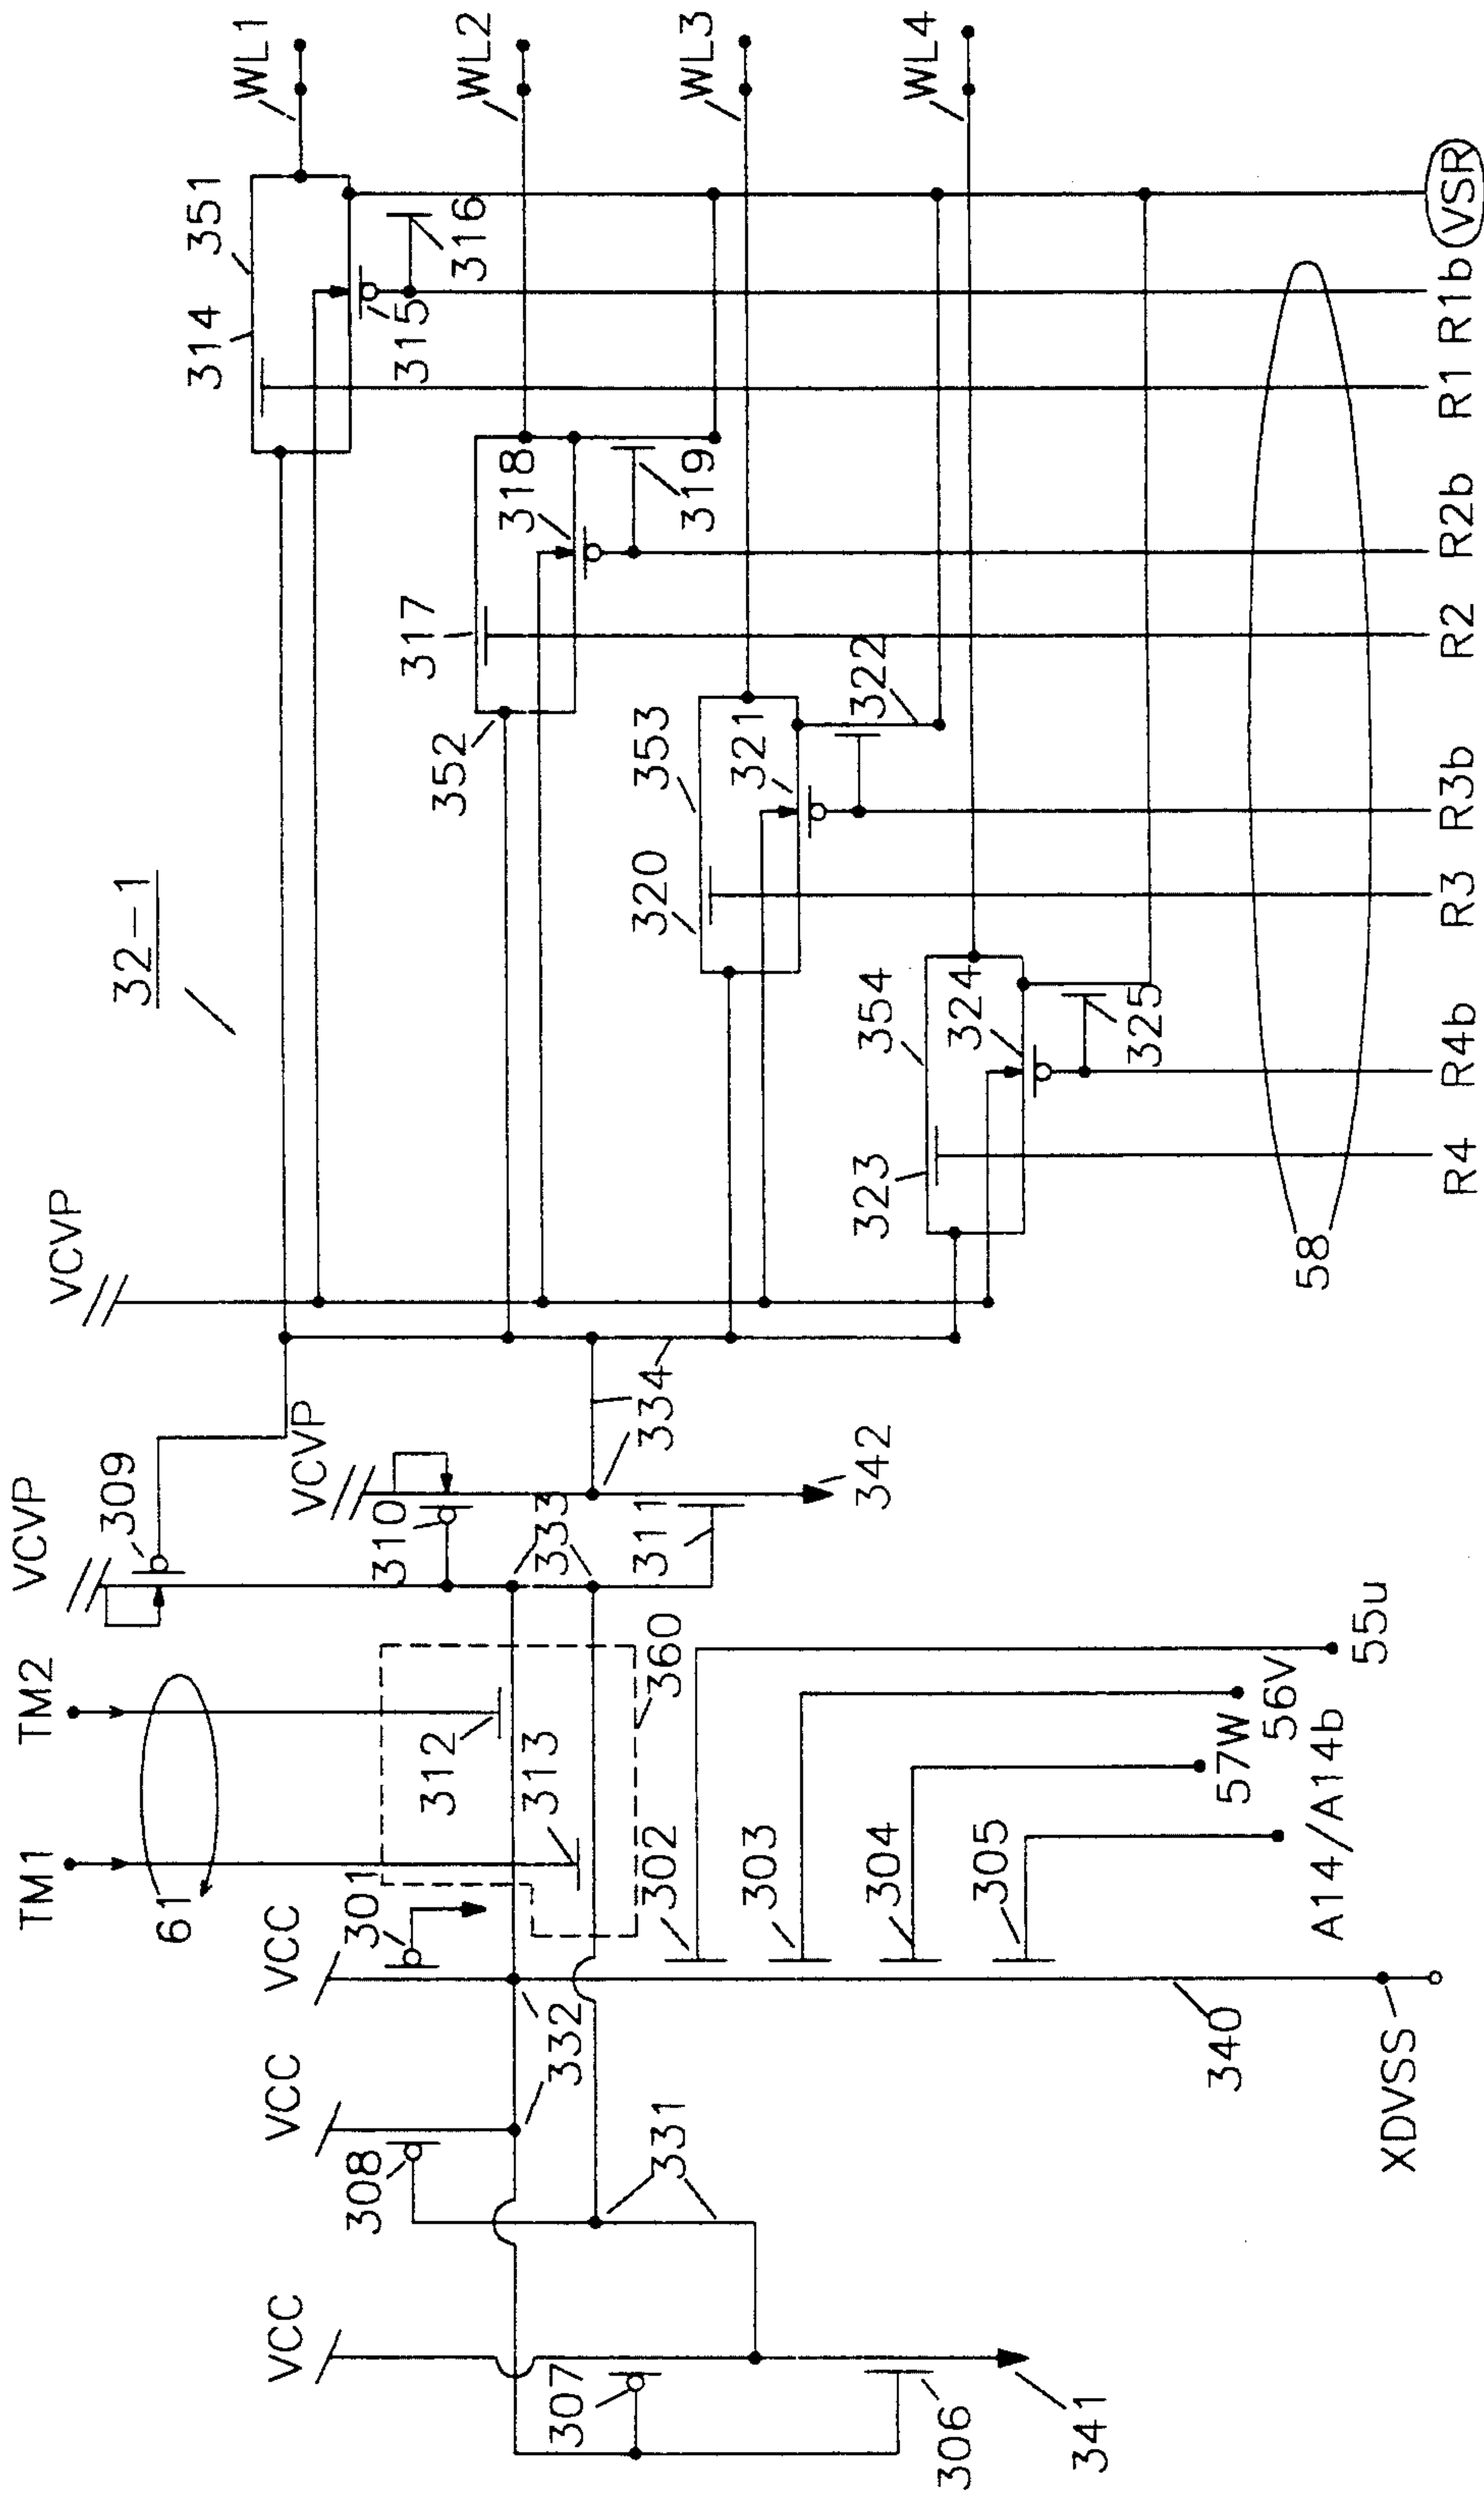 32-1
VCVP
VCVP
VCVP
TM2
TM1
61
VCC
VCC
VCC
309
310
334
333
311
342
360
312
313
301
302
303
304
305
55u
56V
57W
A14/A14b
332
308
331
307
306
341
340
XDVSS
314
351
315
316
317
318
319
352
320
353
321
322
323
354
324
325
58
WL1
WL2
WL3
WL4
R4
R4b
R3
R3b
R2
R2b
R1
R1b
VSR